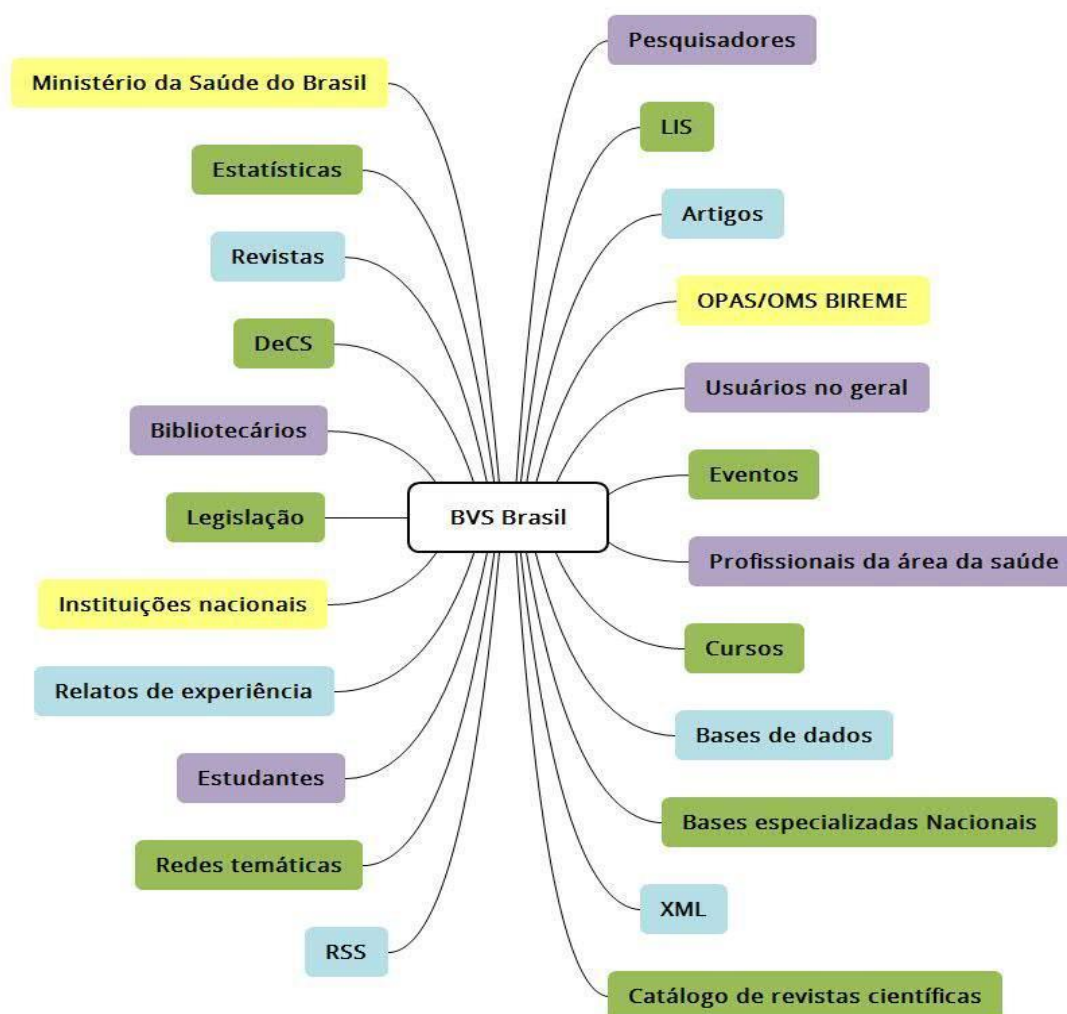 Pesquisadores
Ministério da Saúde do Brasil
LIS
Estatísticas
Artigos
Revistas
OPAS/OMS BIREME
DeCS
Usuários no geral
Bibliotecários
Eventos
Legislação
BVS Brasil
Profissionais da área da saúde
Instituições nacionais
Cursos
Relatos de experiência
Bases de dados
Estudantes
Bases especializadas Nacionais
Redes temáticas
XML
RSS
Catálogo de revistas científicas